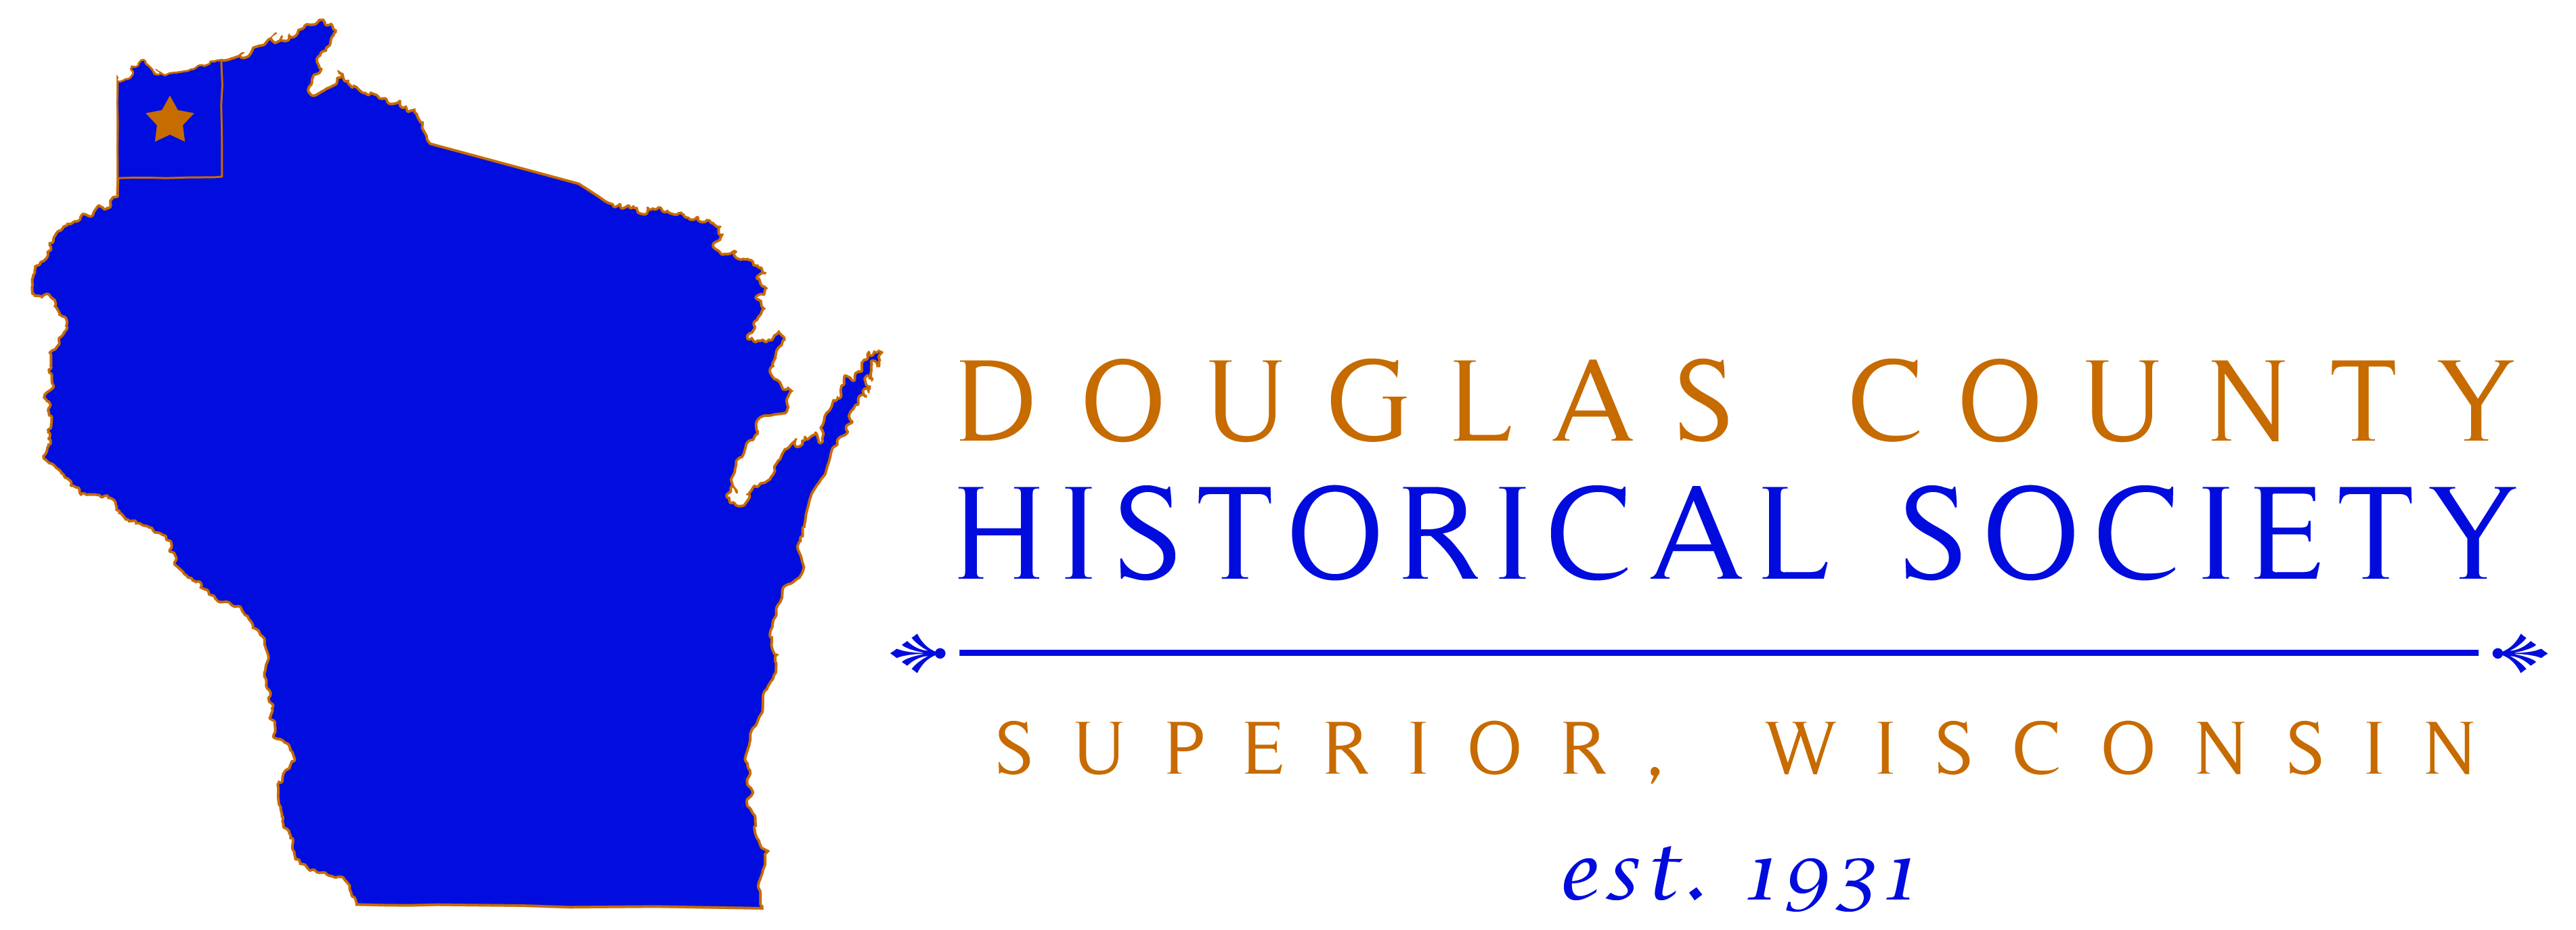 DOUGLAS COUNTY
HISTORICAL SOCIETY
SUPERIOR, WISCONSIN
est. 1931